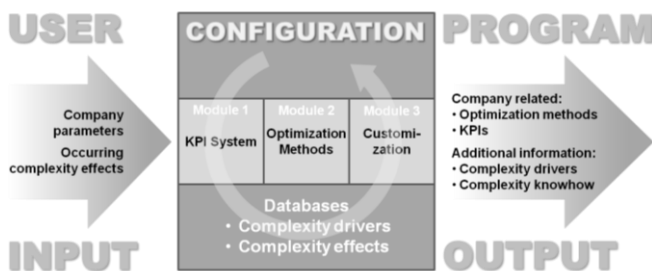 USER
Company
parameters
Occurring
complexity effects
INPUT
CONFIGURATION
Module 1
KPI System
Module 2
Optimization
Methods
Module 3
Customi-
zation
Databases
• Complexity drivers
• Complexity effects
PROGRAM
Company related:
• Optimization methods
• KPIs
Additional information:
• Complexity drivers
• Complexity knowhow
OUTPUT